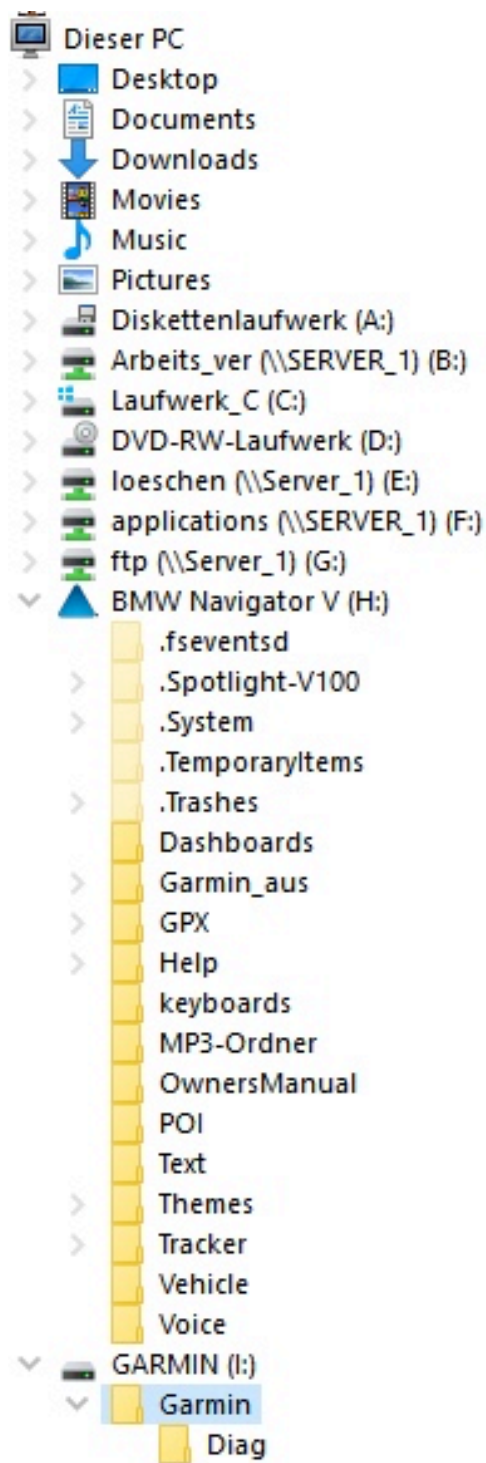 Dieser PC
Desktop
Documents
Downloads
Movies
Music
Pictures
Diskettenlaufwerk (A:)
Arbeits_ver (\\SERVER_1) (B:)
Laufwerk_C (C:)
DVD-RW-Laufwerk (D:)
loeschen (\\Server_1) (E:)
applications (\\SERVER_1) (F:)
ftp (\\Server_1) (G:)
BMW Navigator V (H:)
.fseventsd
.Spotlight-V100
.System
.TemporaryItems
.Trashes
Dashboards
Garmin_aus
GPX
Help
keyboards
MP3-Ordner
OwnersManual
POI
Text
Themes
Tracker
Vehicle
Voice
GARMIN (I:)
Garmin
Diag